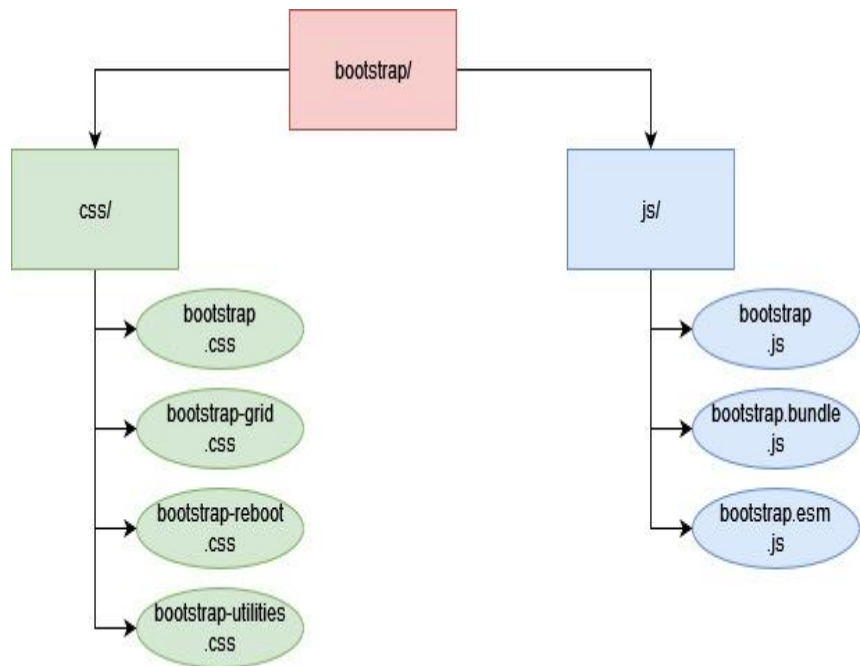 bootstrap/
css/
js/
bootstrap
.css
bootstrap-grid
.css
bootstrap-reboot
.css
bootstrap-utilities
.css
bootstrap
.js
bootstrap.bundle
.js
bootstrap.esm
.js